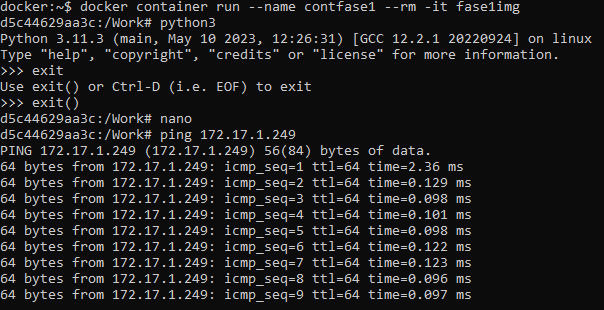 docker:~$ docker container run --name contfase1 --rm -it fase1img
d5c44629aa3c:/Work# python3
Python 3.11.3 (main, May 10 2023, 12:26:31) [GCC 12.2.1 20220924] on linux
Type "help", "copyright", "credits" or "license" for more information.
>>> exit
Use exit() or Ctrl-D (i.e. EOF) to exit
>>> exit()
d5c44629aa3c:/Work# nano
d5c44629aa3c:/Work# ping 172.17.1.249
PING 172.17.1.249 (172.17.1.249) 56(84) bytes of data.
64 bytes from 172.17.1.249: icmp_seq=1 ttl=64 time=2.36 ms
64 bytes from 172.17.1.249: icmp_seq=2 ttl=64 time=0.129 ms
64 bytes from 172.17.1.249: icmp_seq=3 ttl=64 time=0.098 ms
64 bytes from 172.17.1.249: icmp_seq=4 ttl=64 time=0.101 ms
64 bytes from 172.17.1.249: icmp_seq=5 ttl=64 time=0.098 ms
64 bytes from 172.17.1.249: icmp_seq=6 ttl=64 time=0.122 ms
64 bytes from 172.17.1.249: icmp_seq=7 ttl=64 time=0.123 ms
64 bytes from 172.17.1.249: icmp_seq=8 ttl=64 time=0.096 ms
64 bytes from 172.17.1.249: icmp_seq=9 ttl=64 time=0.097 ms